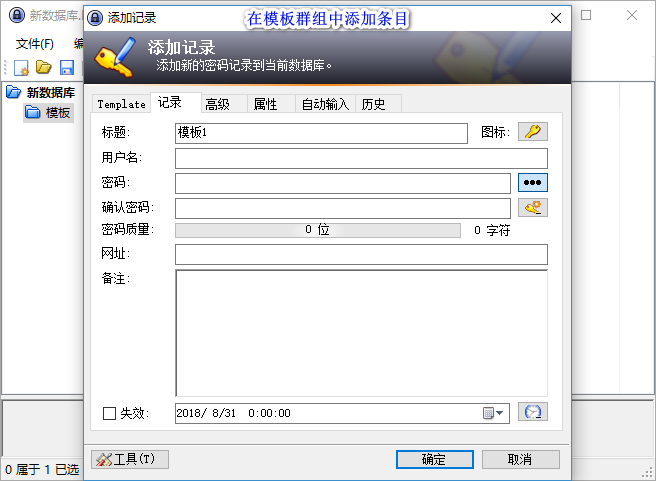 新数据库.
添加记录
在模板群组中添加条目
文件(F)
添加记录
添加新的密码记录到当前数据库。
新数据库
模板
Template 记录 高级 属性 自动输入 历史
标题: 模板1 图标:
用户名:
密码:
确认密码:
密码质量: 0 位 0 字符
网址:
备注:
失效: 2018/ 8/31 0:00:00
工具(T) 确定 取消
0 属于 1 已选